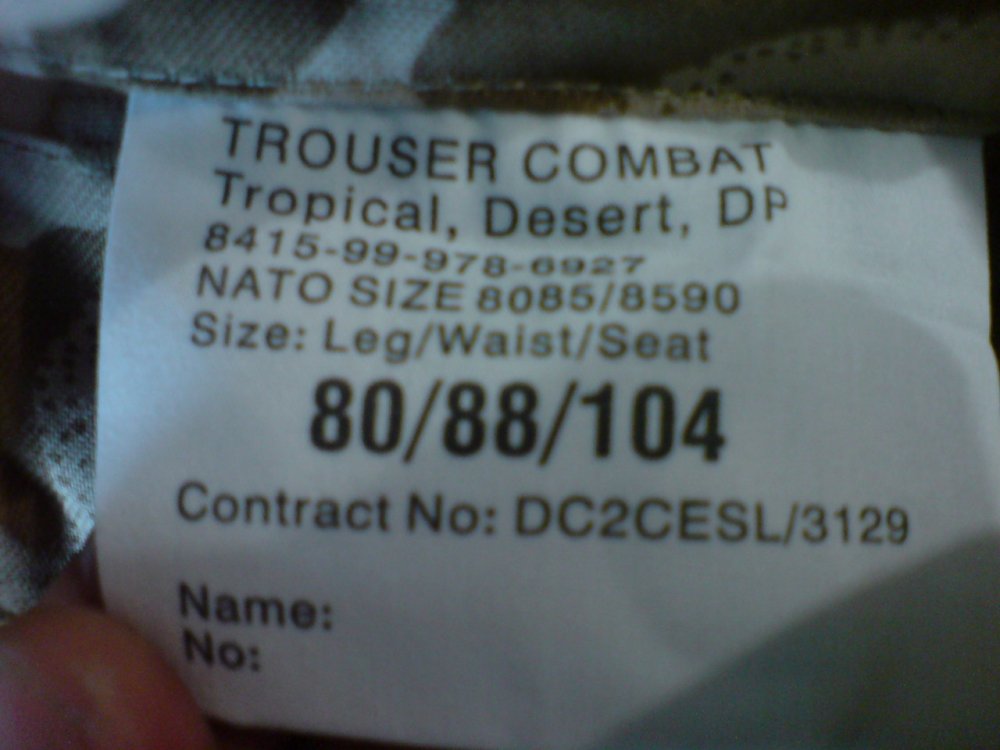 TROUSER COMBAT
Tropical, Desert, DP
8415-99-978-6927
NATO SIZE 8085/8590
Size: Leg/Waist/Seat
80/88/104
Contract No: DC2CESL/3129
Name:
No: